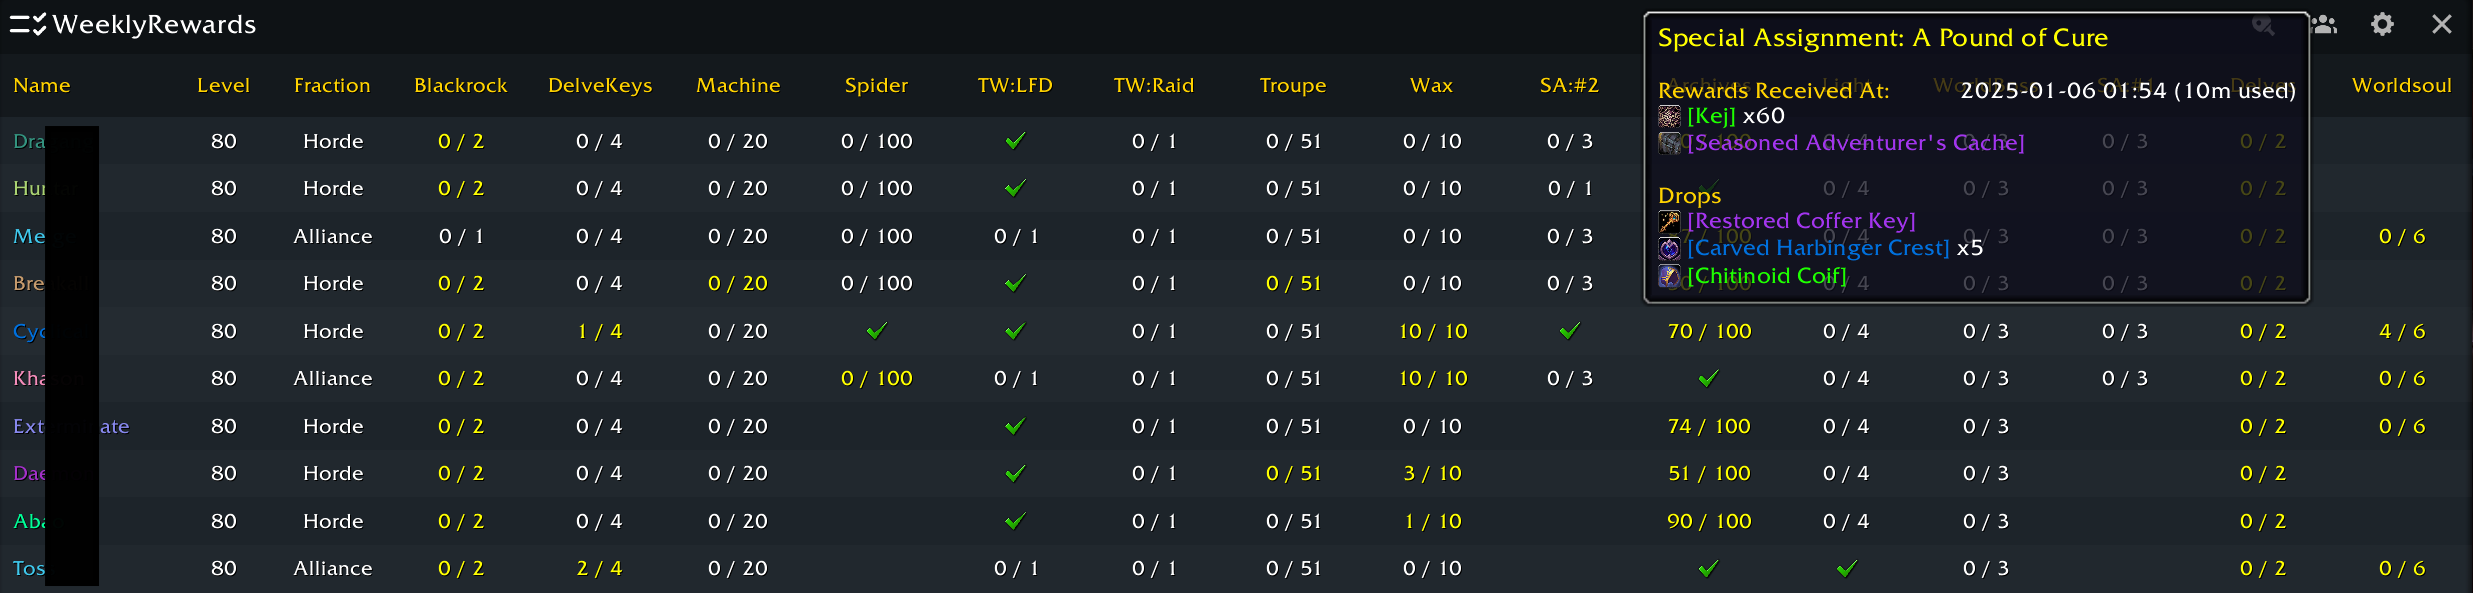 WeeklyRewards
Name Level Fraction Blackrock DelveKeys Machine Spider TW:LFD TW:Raid Troupe Wax SA:#2 Archives Light WorldBoss SA:#1 Delves Worldsoul
Special Assignment: A Pound of Cure
Rewards Received At: 2025-01-06 01:54 (10m used)
[Kej] x60
[Seasoned Adventurer's Cache]
Drops
[Restored Coffer Key]
[Carved Harbinger Crest] x5
[Chitinoid Coif]
Dra 80 Horde 0 / 2 0 / 4 0 / 20 0 / 100 0 / 1 0 / 51 0 / 10 0 / 3 0 / 3 0 / 2
Hun 80 Horde 0 / 2 0 / 4 0 / 20 0 / 100 0 / 1 0 / 51 0 / 10 0 / 1 0 / 4 0 / 3 0 / 3 0 / 2
Me 80 Alliance 0 / 1 0 / 4 0 / 20 0 / 100 0 / 1 0 / 1 0 / 51 0 / 10 0 / 3 0 / 3 0 / 3 0 / 2 0 / 6
Bre 80 Horde 0 / 2 0 / 4 0 / 20 0 / 100 0 / 1 0 / 51 0 / 10 0 / 3 0 / 4 0 / 3 0 / 3 0 / 2
Cyc 80 Horde 0 / 2 1 / 4 0 / 20 0 / 1 0 / 51 10 / 10 70 / 100 0 / 4 0 / 3 0 / 3 0 / 2 4 / 6
Kha 80 Alliance 0 / 2 0 / 4 0 / 20 0 / 100 0 / 1 0 / 1 0 / 51 10 / 10 0 / 3 0 / 4 0 / 3 0 / 3 0 / 2 0 / 6
Ext ate 80 Horde 0 / 2 0 / 4 0 / 20 0 / 1 0 / 51 0 / 10 74 / 100 0 / 4 0 / 3 0 / 2 0 / 6
Dae 80 Horde 0 / 2 0 / 4 0 / 20 0 / 1 0 / 51 3 / 10 51 / 100 0 / 4 0 / 3 0 / 2
Aba 80 Horde 0 / 2 0 / 4 0 / 20 0 / 1 0 / 51 1 / 10 90 / 100 0 / 4 0 / 3 0 / 2
Tos 80 Alliance 0 / 2 2 / 4 0 / 20 0 / 1 0 / 1 0 / 51 0 / 10 0 / 3 0 / 2 0 / 6